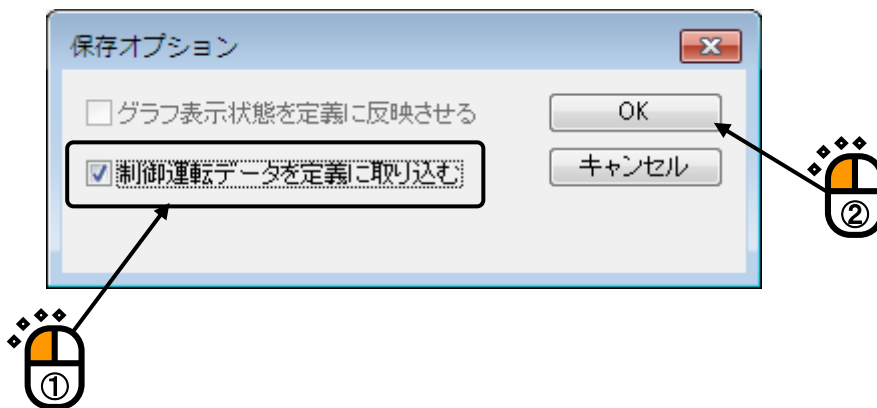 保存オプション
グラフ表示状態を定義に反映させる
OK
制御運転データを定義に取り込む
キャンセル
②
①